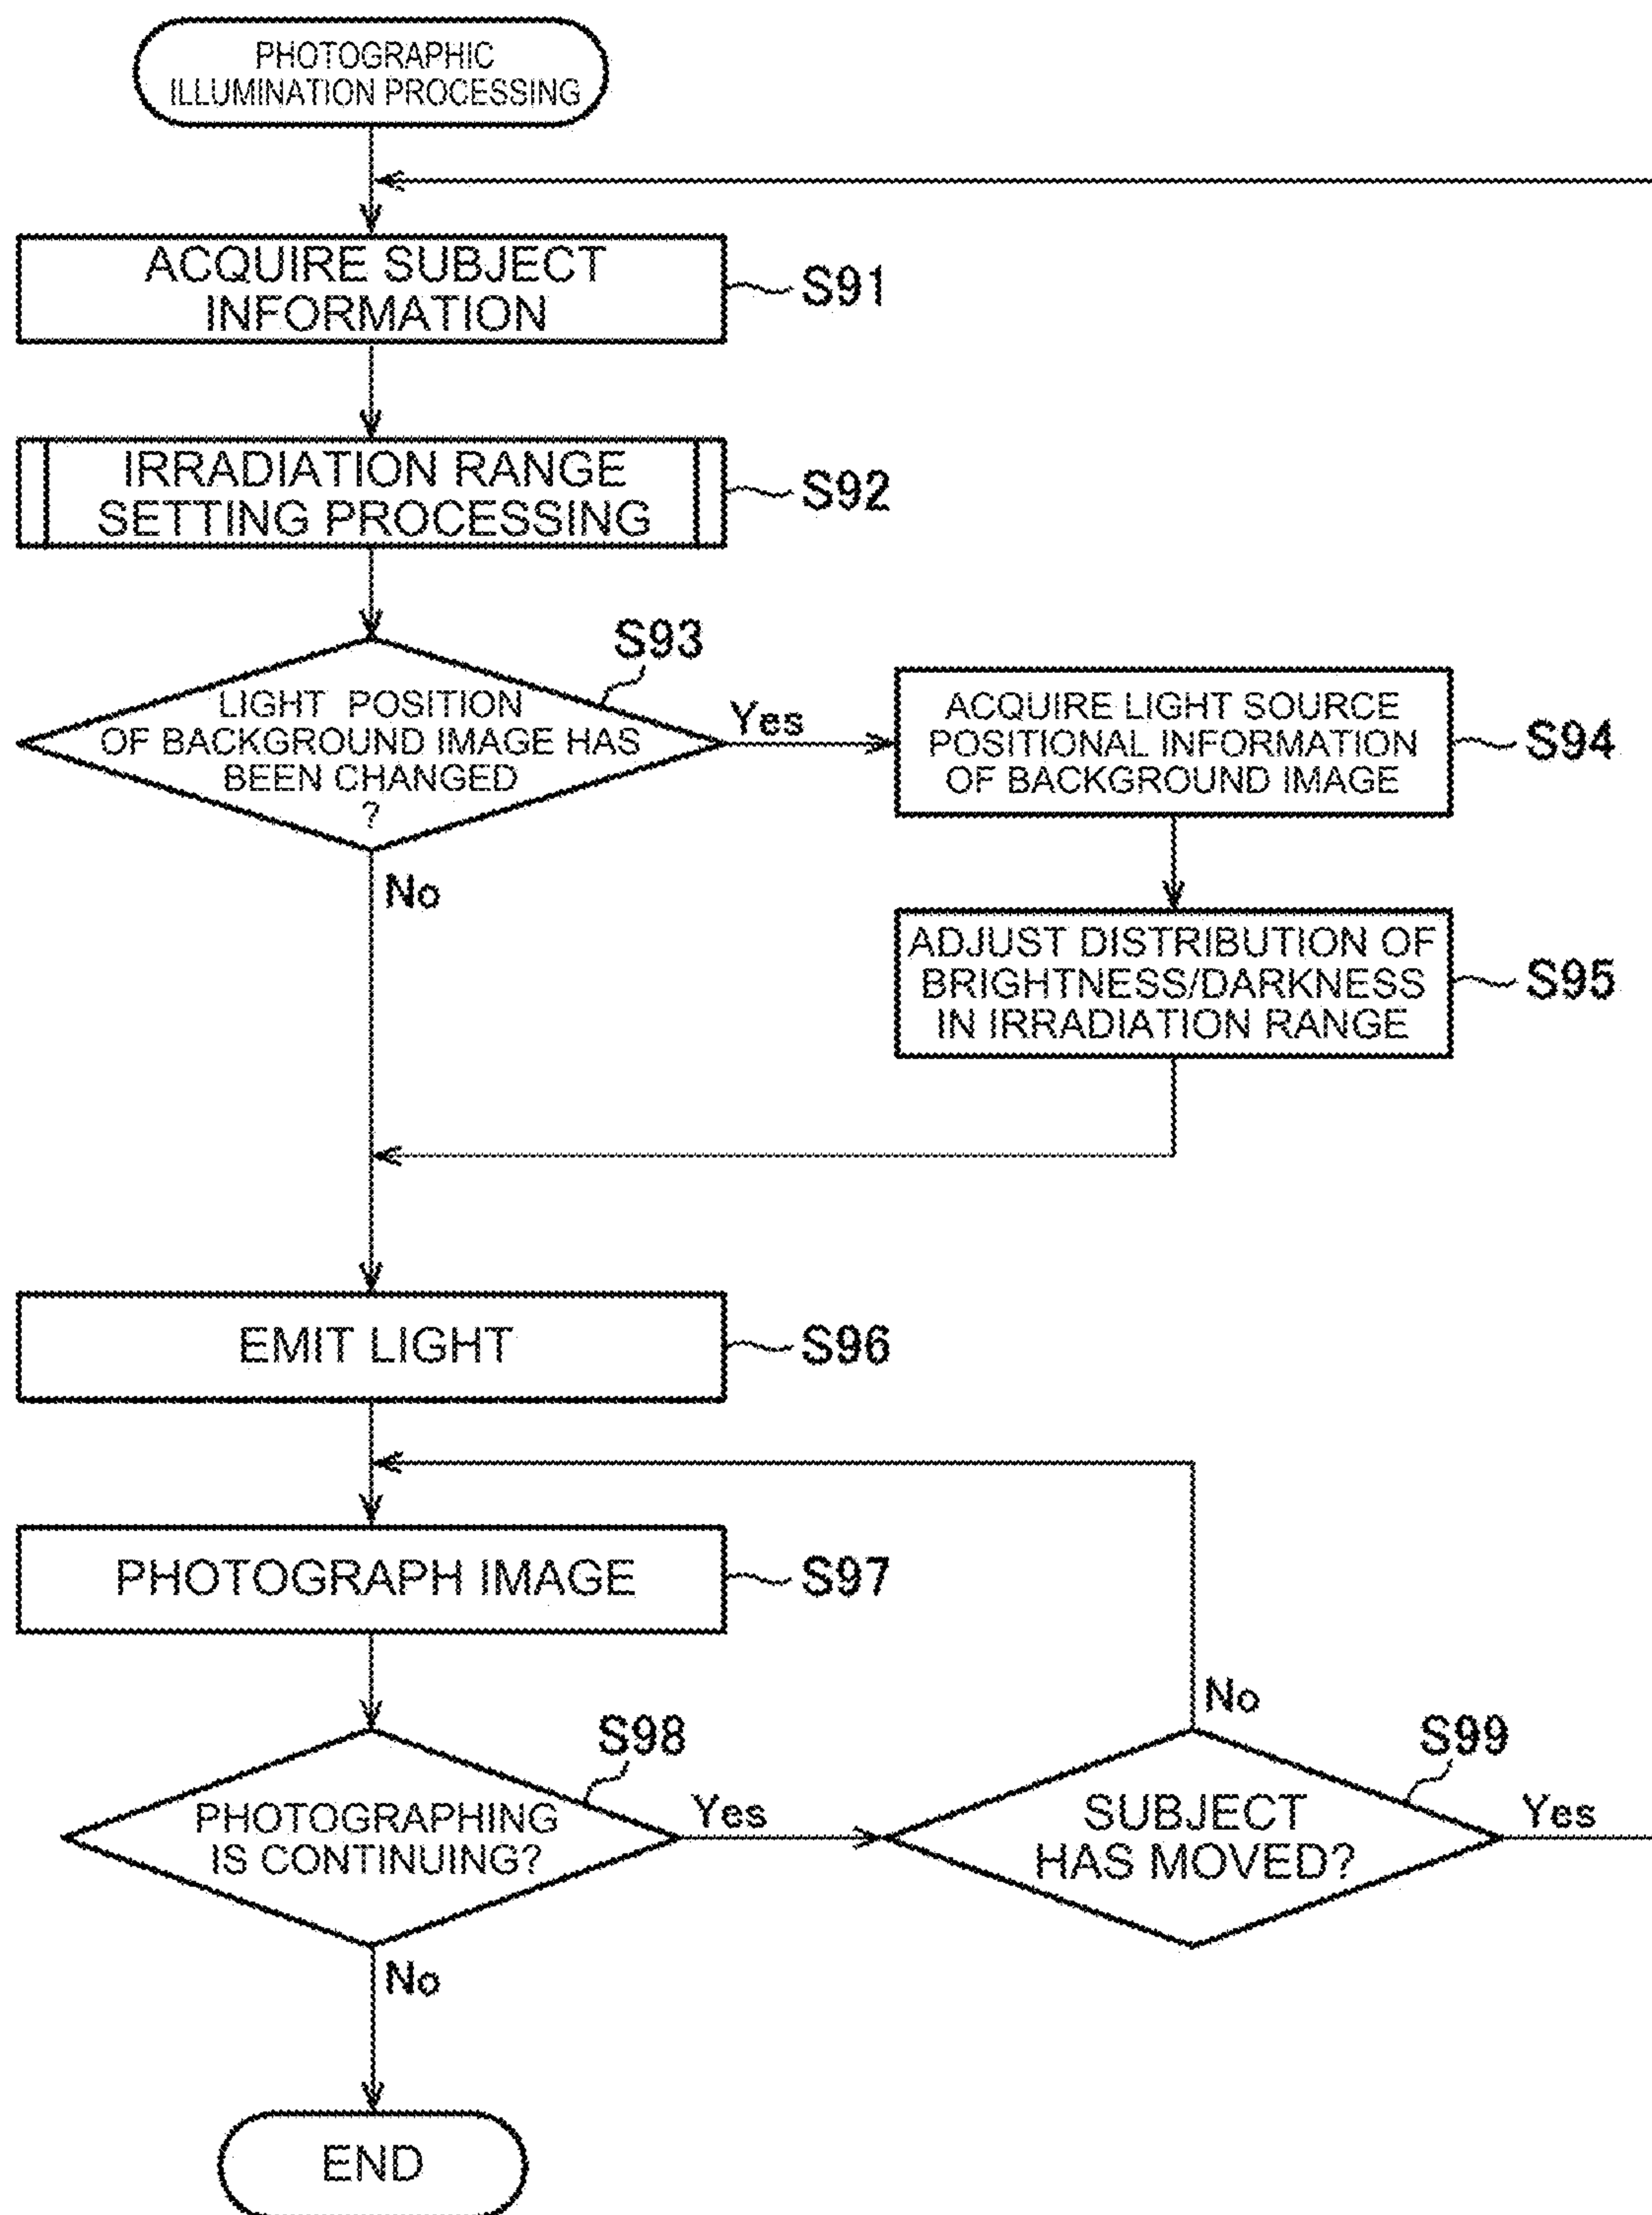 PHOTOGRAPHIC
ILLUMINATION PROCESSING
ACQUIRE SUBJECT
INFORMATION
S91
IRRADIATION RANGE
SETTING PROCESSING
S92
S93
LIGHT POSITION
OF BACKGROUND IMAGE HAS
BEEN CHANGED
?
Yes
No
ACQUIRE LIGHT SOURCE
POSITIONAL INFORMATION
OF BACKGROUND IMAGE
S94
ADJUST DISTRIBUTION OF
BRIGHTNESS/DARKNESS
IN IRRADIATION RANGE
S95
EMIT LIGHT
S96
PHOTOGRAPH IMAGE
S97
S98
PHOTOGRAPHING
IS CONTINUING?
Yes
No
S99
SUBJECT
HAS MOVED?
No
Yes
END